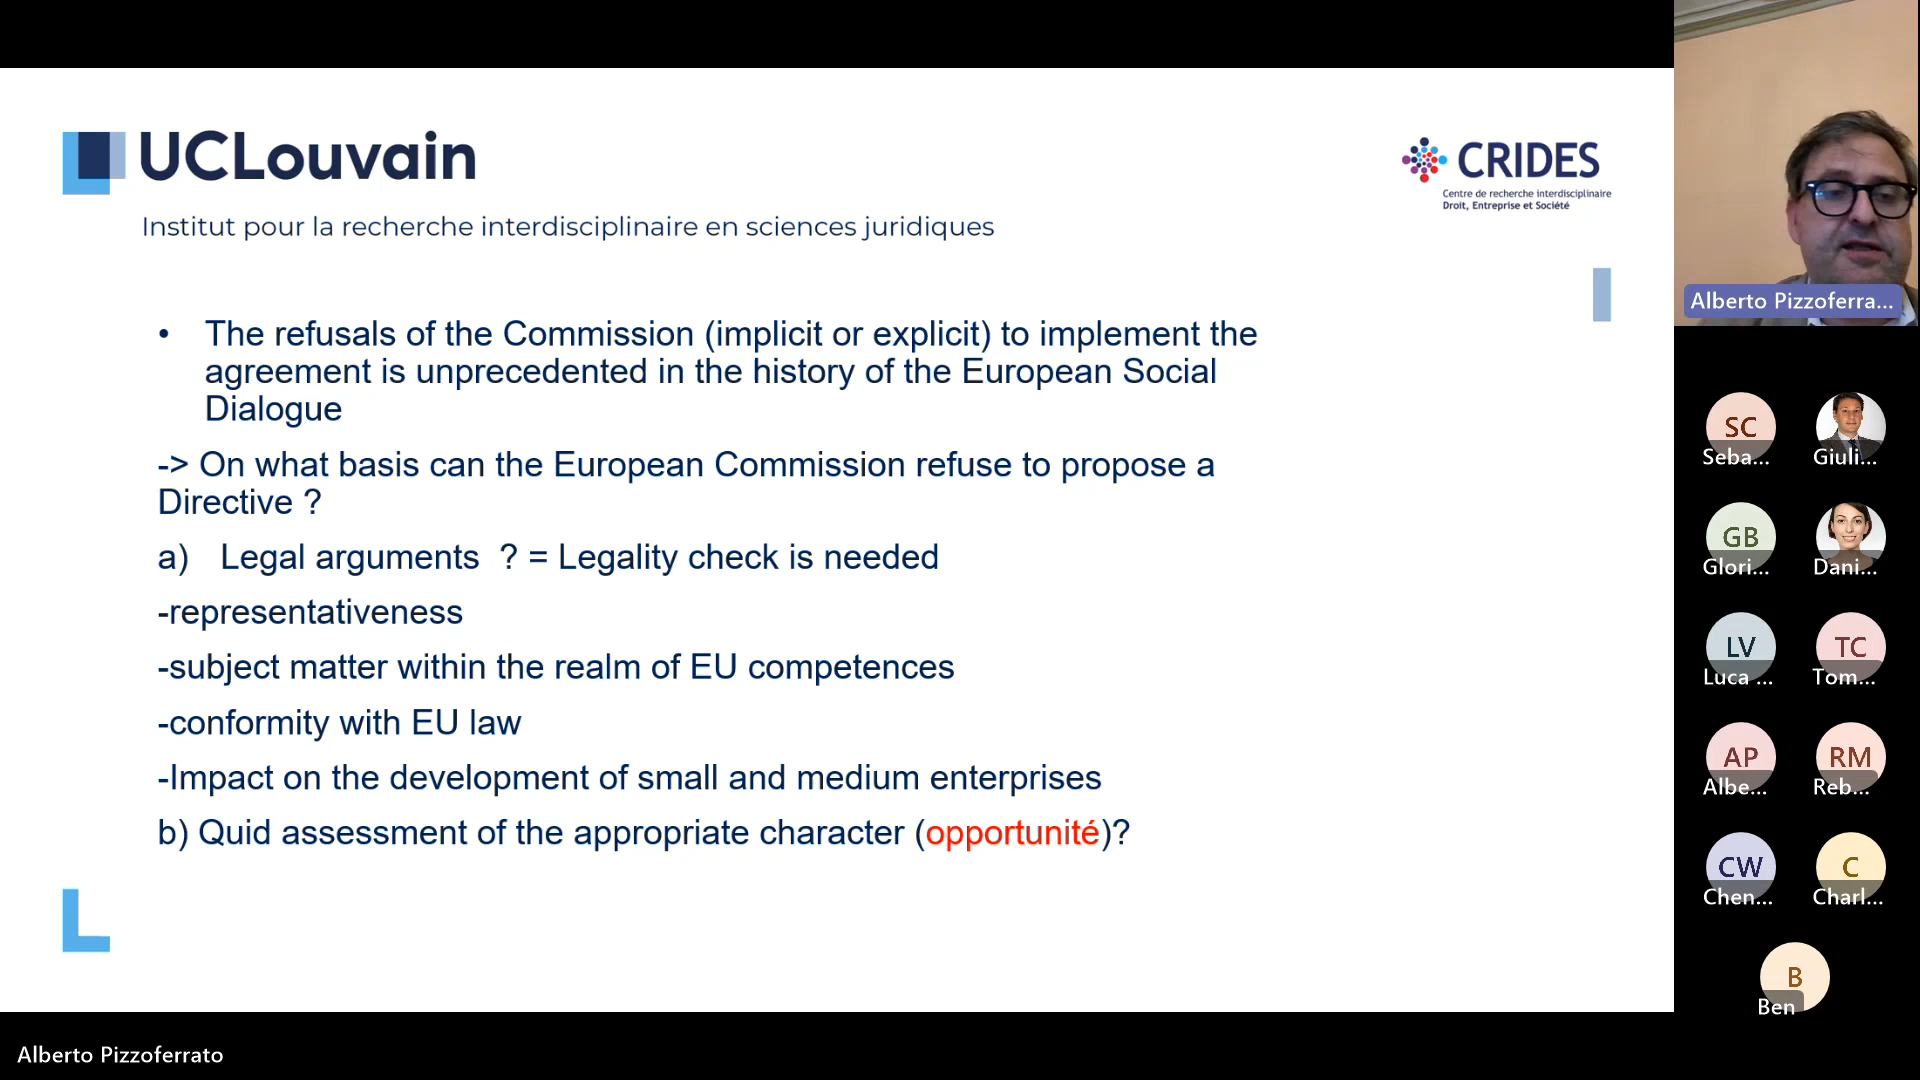 UCLouvain
Institut pour la recherche interdisciplinaire en sciences juridiques
CRIDES
Centre de recherche interdisciplinaire
Droit, Entreprise et Société
• The refusals of the Commission (implicit or explicit) to implement the
agreement is unprecedented in the history of the European Social
Dialogue
-> On what basis can the European Commission refuse to propose a
Directive ?
a) Legal arguments ? = Legality check is needed
-representativeness
-subject matter within the realm of EU competences
-conformity with EU law
-Impact on the development of small and medium enterprises
b) Quid assessment of the appropriate character (opportunité)?
Alberto Pizzoferra...
SC
Seba...
Giuli...
GB
Glori...
Dani...
LV
Luca ...
TC
Tom...
AP
Albe...
RM
Reb...
CW
Chen...
C
Charl...
B
Ben
Alberto Pizzoferrato